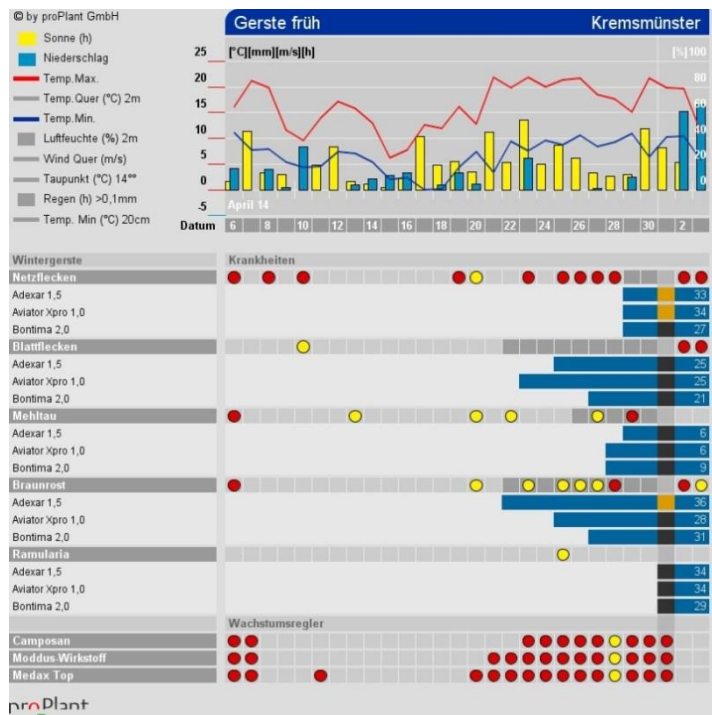 © by proPlant GmbH
Gerste früh Kremsmünster
Sonne (h)
Niederschlag
Temp.Max.
Temp.Quer (°C) 2m
Temp.Min.
Luftfeuchte (%) 2m
Wind Quer (m/s)
Taupunkt (°C) 14°°
Regen (h) >0,1mm
Temp. Min (°C) 20cm
[°C][mm][m/s][h] [%]
25 100
20 80
15 60
10 40
5 20
0 0
-5
April 14
Datum 6 8 10 12 14 16 18 20 22 24 26 28 30 2
Wintergerste Krankheiten
Netzflecken
Adexar 1,5 33
Aviator Xpro 1,0 34
Bontima 2,0 27
Blattflecken
Adexar 1,5 25
Aviator Xpro 1,0 25
Bontima 2,0 21
Mehltau
Adexar 1,5 6
Aviator Xpro 1,0 6
Bontima 2,0 9
Braunrost
Adexar 1,5 36
Aviator Xpro 1,0 28
Bontima 2,0 31
Ramularia
Adexar 1,5 34
Aviator Xpro 1,0 34
Bontima 2,0 29
Wachstumsregler
Camposan
Moddus-Wirkstoff
Medax Top
proPlant